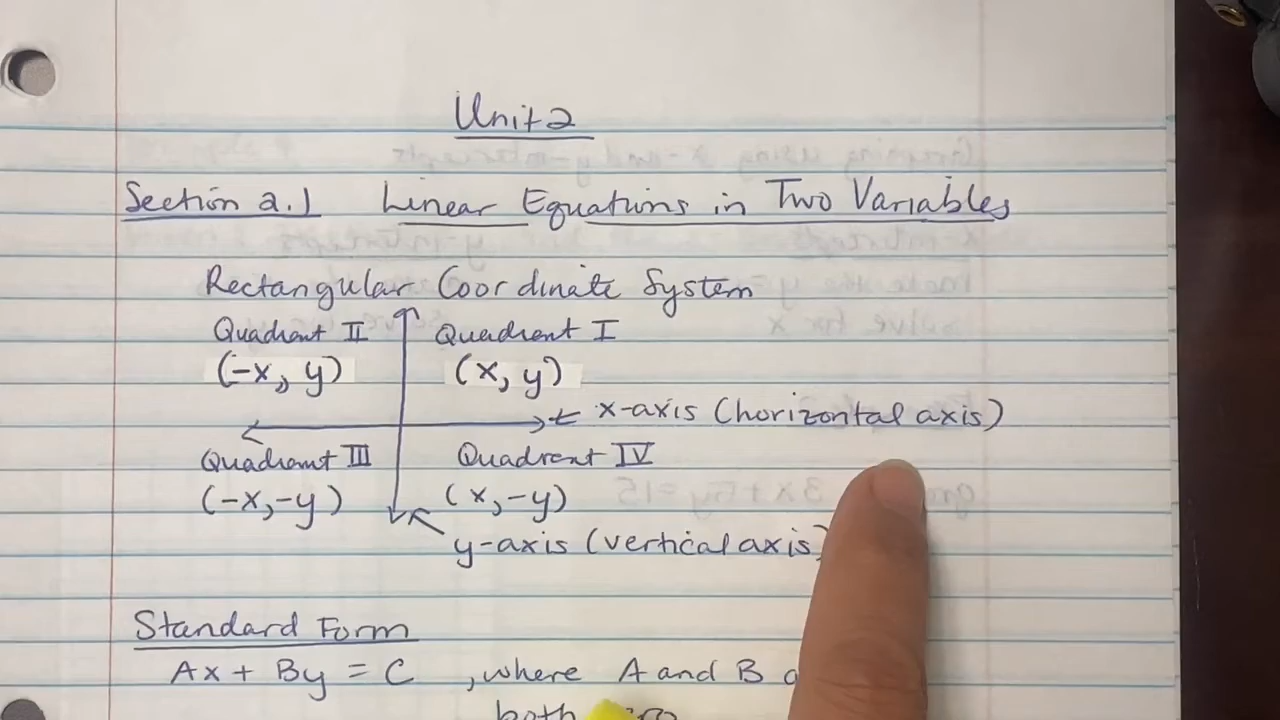 Unit 2
Section 2.1 Linear Equations in Two Variables
Rectangular Coordinate System
Quadrant II Quadrant I
(-x, y) (x, y)
x-axis (horizontal axis)
Quadrant III Quadrant IV
(-x, -y) (x, -y)
y-axis (vertical axis)
Standard Form
Ax + By = C , where A and B
both